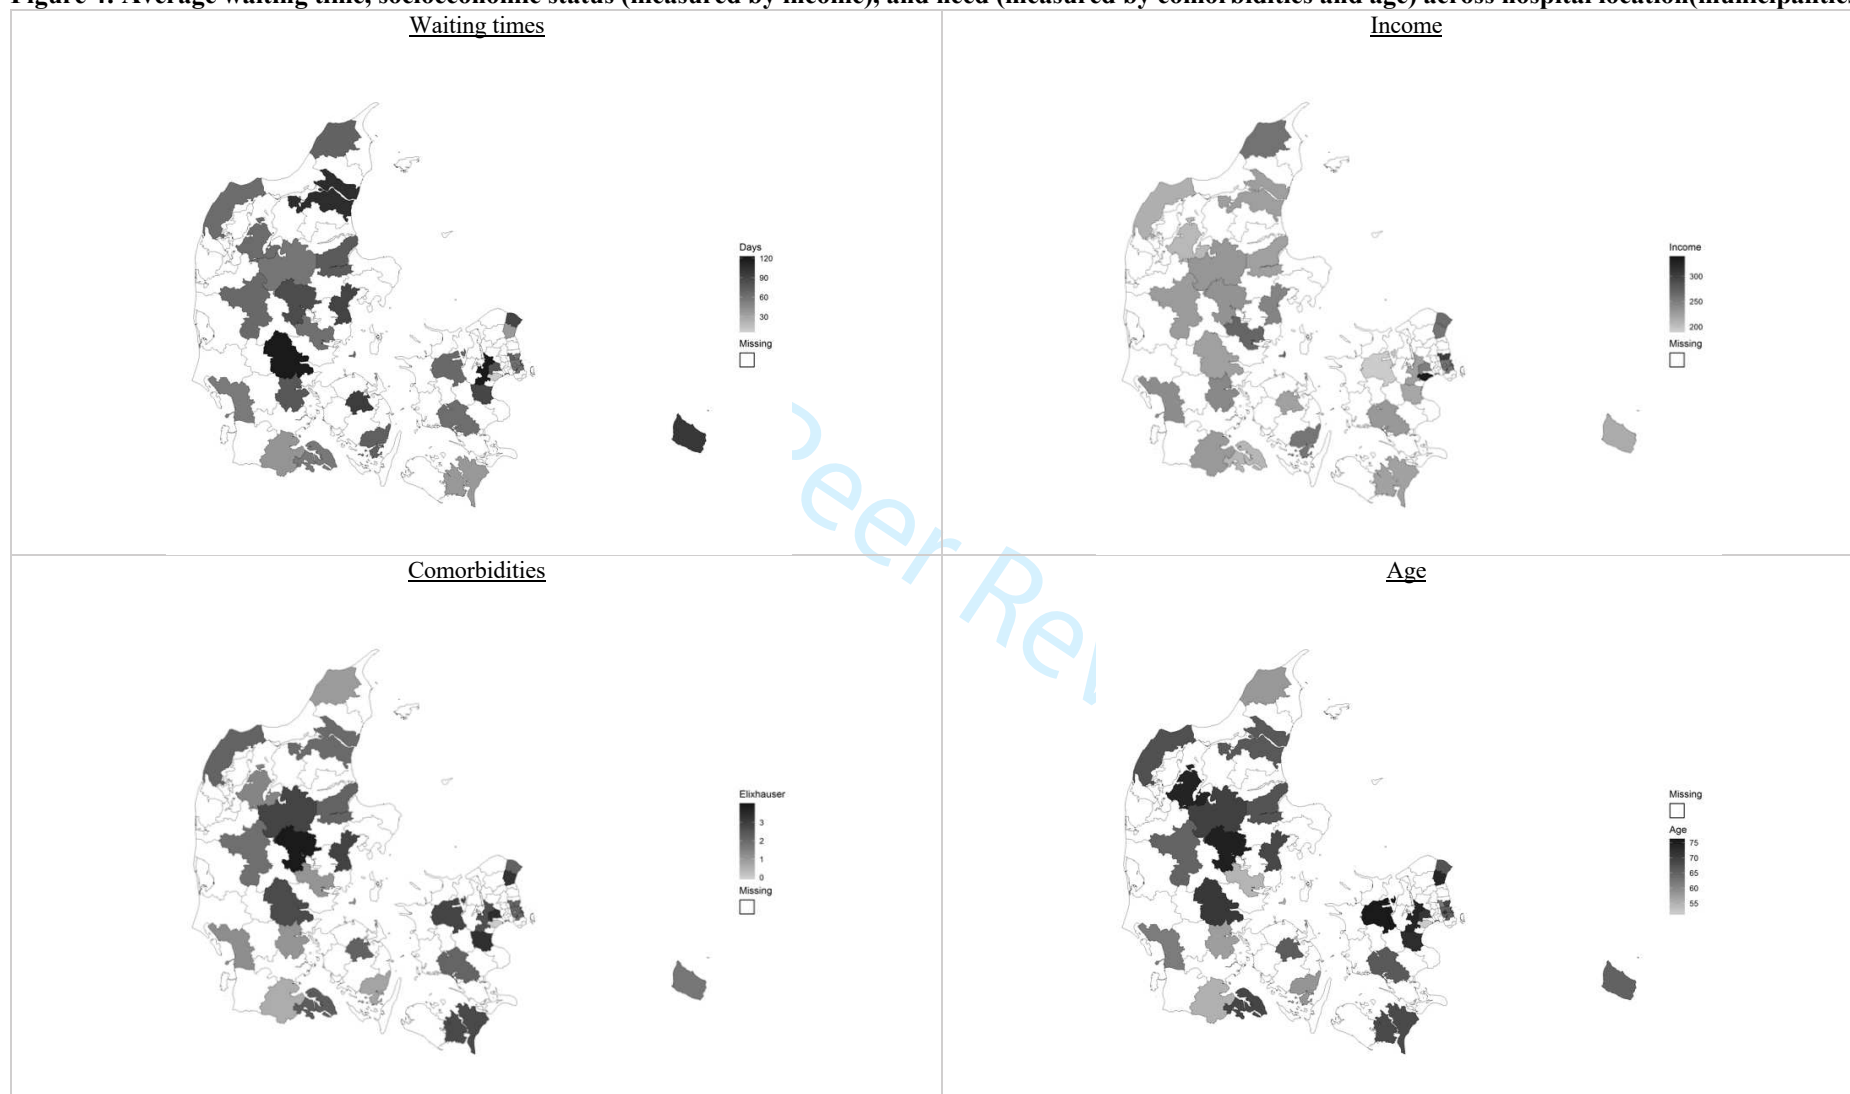 Figure 4: Average waiting time, socioeconomic status (measured by income), and need (measured by comorbidities and age) across hospital location(municipalities
Waiting times
Income
Days
120
90
60
30
Missing
Income
300
250
200
Missing
Peer Rev
Comorbidities
Age
Elixhauser
3
2
1
0
Missing
Missing
Age
75
70
65
60
55